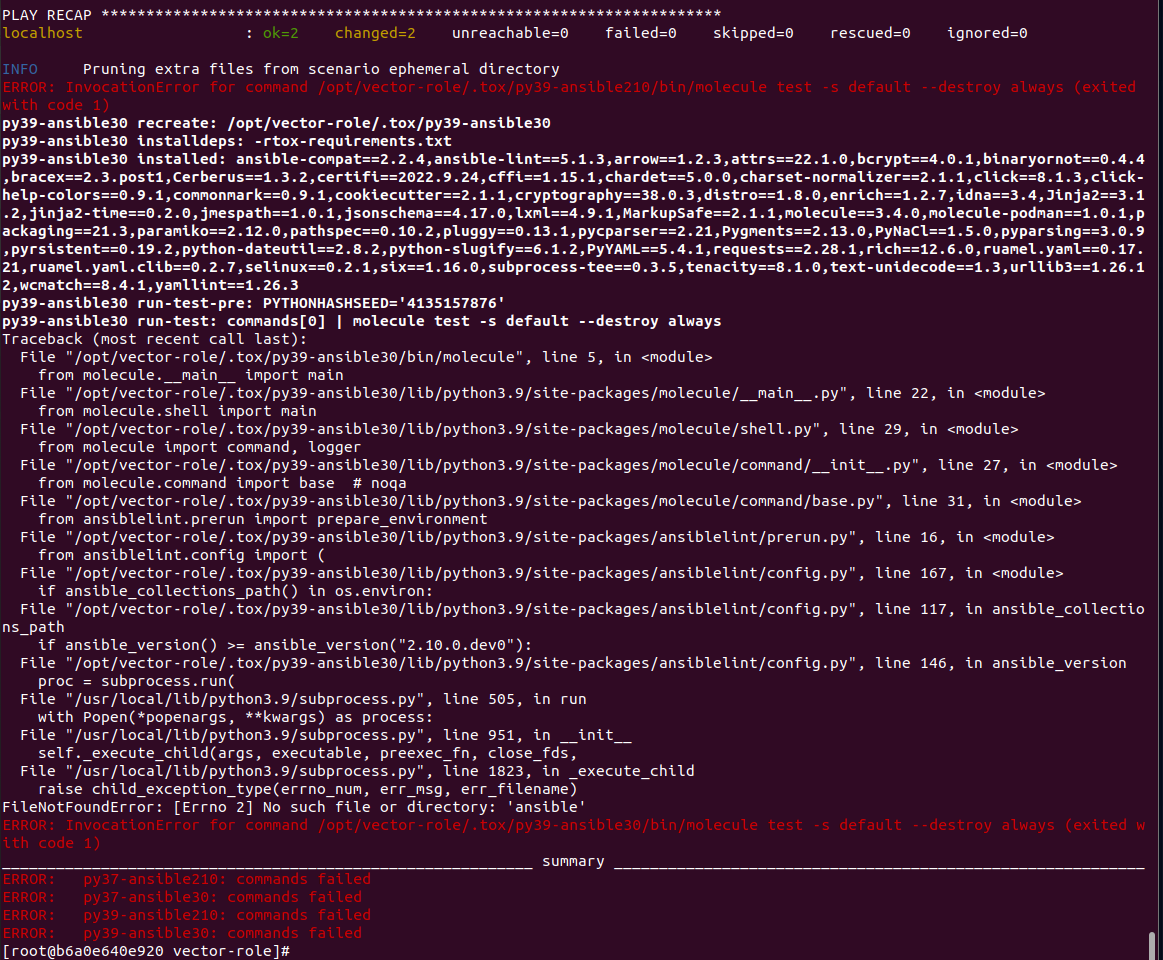 PLAY RECAP *********************************************************************
localhost                  : ok=2    changed=2    unreachable=0    failed=0    skipped=0    rescued=0    ignored=0
INFO     Pruning extra files from scenario ephemeral directory
ERROR: InvocationError for command /opt/vector-role/.tox/py39-ansible210/bin/molecule test -s default --destroy always (exited
with code 1)
py39-ansible30 recreate: /opt/vector-role/.tox/py39-ansible30
py39-ansible30 installdeps: -rtox-requirements.txt
py39-ansible30 installed: ansible-compat==2.2.4,ansible-lint==5.1.3,arrow==1.2.3,attrs==22.1.0,bcrypt==4.0.1,binaryornot==0.4.4
,bracex==2.3.post1,Cerberus==1.3.2,certifi==2022.9.24,cffi==1.15.1,chardet==5.0.0,charset-normalizer==2.1.1,click==8.1.3,click-
help-colors==0.9.1,commonmark==0.9.1,cookiecutter==2.1.1,cryptography==38.0.3,distro==1.8.0,enrich==1.2.7,idna==3.4,Jinja2==3.1
.2,jinja2-time==0.2.0,jmespath==1.0.1,jsonschema==4.17.0,lxml==4.9.1,MarkupSafe==2.1.1,molecule==3.4.0,molecule-podman==1.0.1,p
ackaging==21.3,paramiko==2.12.0,pathspec==0.10.2,pluggy==0.13.1,pycparser==2.21,Pygments==2.13.0,PyNaCl==1.5.0,pyparsing==3.0.9
,pyrsistent==0.19.2,python-dateutil==2.8.2,python-slugify==6.1.2,PyYAML==5.4.1,requests==2.28.1,rich==12.6.0,ruamel.yaml==0.17.
21,ruamel.yaml.clib==0.2.7,selinux==0.2.1,six==1.16.0,subprocess-tee==0.3.5,tenacity==8.1.0,text-unidecode==1.3,urllib3==1.26.1
2,wcmatch==8.4.1,yamllint==1.26.3
py39-ansible30 run-test-pre: PYTHONHASHSEED='4135157876'
py39-ansible30 run-test: commands[0] | molecule test -s default --destroy always
Traceback (most recent call last):
  File "/opt/vector-role/.tox/py39-ansible30/bin/molecule", line 5, in <module>
    from molecule.__main__ import main
  File "/opt/vector-role/.tox/py39-ansible30/lib/python3.9/site-packages/molecule/__main__.py", line 22, in <module>
    from molecule.shell import main
  File "/opt/vector-role/.tox/py39-ansible30/lib/python3.9/site-packages/molecule/shell.py", line 29, in <module>
    from molecule import command, logger
  File "/opt/vector-role/.tox/py39-ansible30/lib/python3.9/site-packages/molecule/command/__init__.py", line 27, in <module>
    from molecule.command import base  # noqa
  File "/opt/vector-role/.tox/py39-ansible30/lib/python3.9/site-packages/molecule/command/base.py", line 31, in <module>
    from ansiblelint.prerun import prepare_environment
  File "/opt/vector-role/.tox/py39-ansible30/lib/python3.9/site-packages/ansiblelint/prerun.py", line 16, in <module>
    from ansiblelint.config import (
  File "/opt/vector-role/.tox/py39-ansible30/lib/python3.9/site-packages/ansiblelint/config.py", line 167, in <module>
    if ansible_collections_path() in os.environ:
  File "/opt/vector-role/.tox/py39-ansible30/lib/python3.9/site-packages/ansiblelint/config.py", line 117, in ansible_collectio
ns_path
    if ansible_version() >= ansible_version("2.10.0.dev0"):
  File "/opt/vector-role/.tox/py39-ansible30/lib/python3.9/site-packages/ansiblelint/config.py", line 146, in ansible_version
    proc = subprocess.run(
  File "/usr/local/lib/python3.9/subprocess.py", line 505, in run
    with Popen(*popenargs, **kwargs) as process:
  File "/usr/local/lib/python3.9/subprocess.py", line 951, in __init__
    self._execute_child(args, executable, preexec_fn, close_fds,
  File "/usr/local/lib/python3.9/subprocess.py", line 1823, in _execute_child
    raise child_exception_type(errno_num, err_msg, err_filename)
FileNotFoundError: [Errno 2] No such file or directory: 'ansible'
ERROR: InvocationError for command /opt/vector-role/.tox/py39-ansible30/bin/molecule test -s default --destroy always (exited w
ith code 1)
___________________________________________________________ summary ___________________________________________________________
ERROR:   py37-ansible210: commands failed
ERROR:   py37-ansible30: commands failed
ERROR:   py39-ansible210: commands failed
ERROR:   py39-ansible30: commands failed
[root@b6a0e640e920 vector-role]#